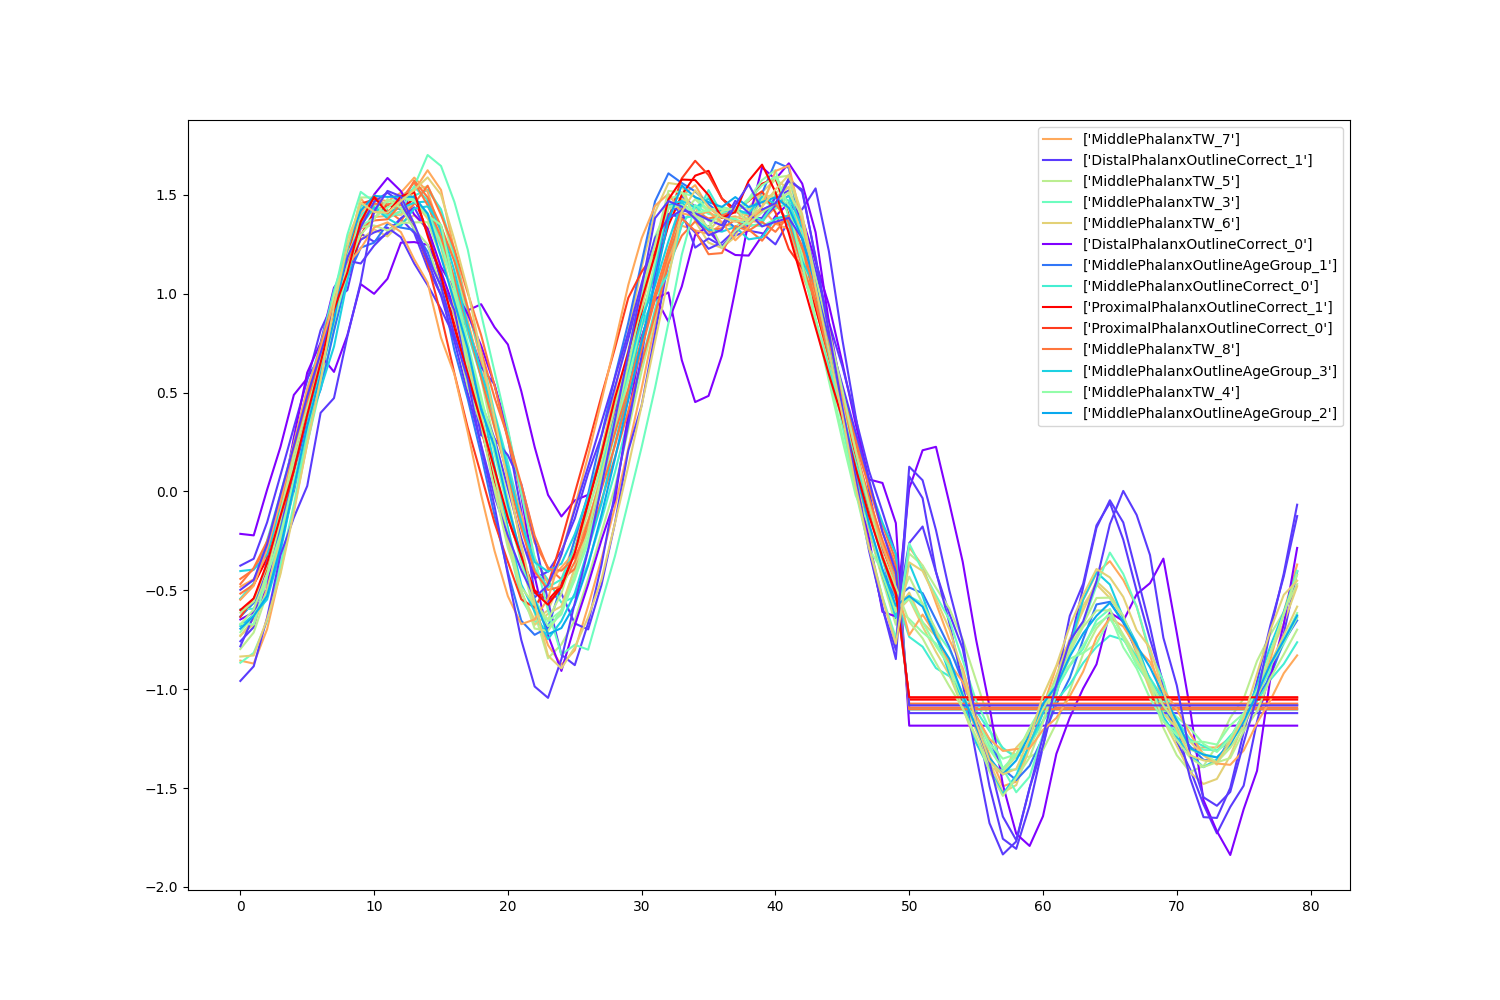 ['MiddlePhalanxTW_7']
['DistalPhalanxOutlineCorrect_1']
['MiddlePhalanxTW_5']
['MiddlePhalanxTW_3']
['MiddlePhalanxTW_6']
['DistalPhalanxOutlineCorrect_0']
['MiddlePhalanxOutlineAgeGroup_1']
['MiddlePhalanxOutlineCorrect_0']
['ProximalPhalanxOutlineCorrect_1']
['ProximalPhalanxOutlineCorrect_0']
['MiddlePhalanxTW_8']
['MiddlePhalanxOutlineAgeGroup_3']
['MiddlePhalanxTW_4']
['MiddlePhalanxOutlineAgeGroup_2']
1.5
1.0
0.5
0.0
−0.5
−1.0
−1.5
−2.0
0 10 20 30 40 50 60 70 80